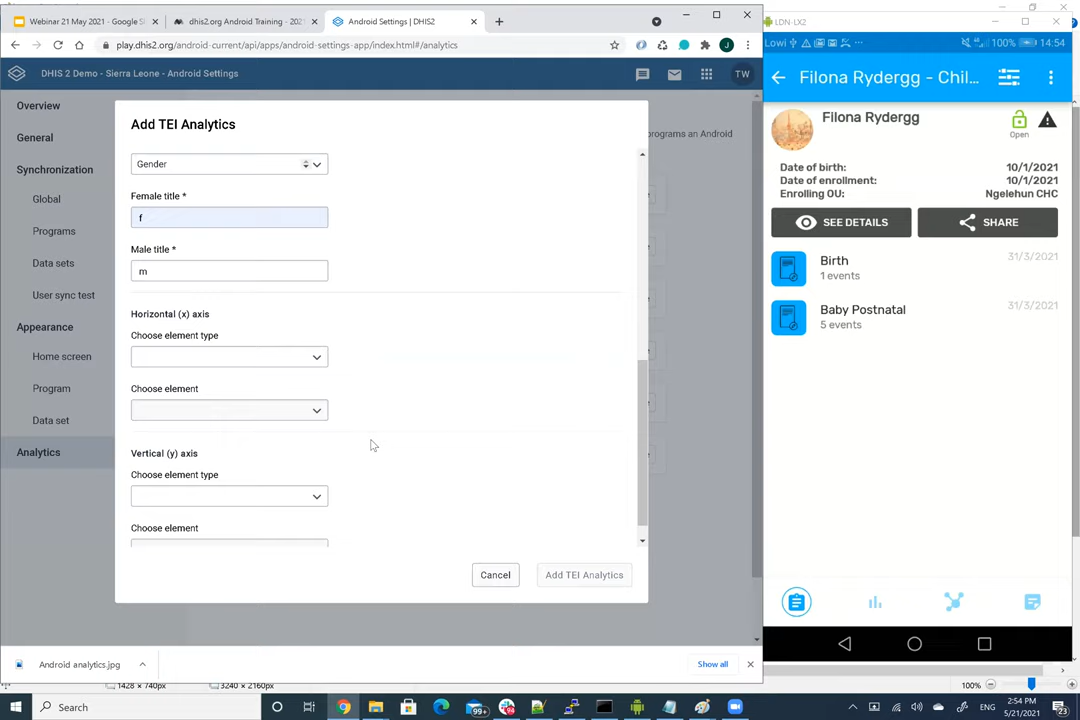 Webinar 21 May 2021 - Google S
dhis2.org Android Training - 202
Android Settings | DHIS2
play.dhis2.org/android-current/api/apps/android-settings-app/index.html#/analytics
J
DHIS 2 Demo - Sierra Leone - Android Settings
TW
Overview
General
Synchronization
Global
Programs
Data sets
User sync test
Appearance
Home screen
Program
Data set
Analytics
programs an Android
Add TEI Analytics
Gender
Female title *
f
Male title *
m
Horizontal (x) axis
Choose element type
Choose element
Vertical (y) axis
Choose element type
Choose element
Cancel
Add TEI Analytics
Android analytics.jpg
Show all
1428 × 740px
3240 × 2160px
100%
LDN-LX2
Lowi
100%
14:54
Filona Rydergg - Chil...
Filona Rydergg
Open
Date of birth:
10/1/2021
Date of enrollment:
10/1/2021
Enrolling OU:
Ngelehun CHC
SEE DETAILS
SHARE
Birth
31/3/2021
1 events
Baby Postnatal
31/3/2021
5 events
Search
99+
94
ENG
2:54 PM
5/21/2021
23